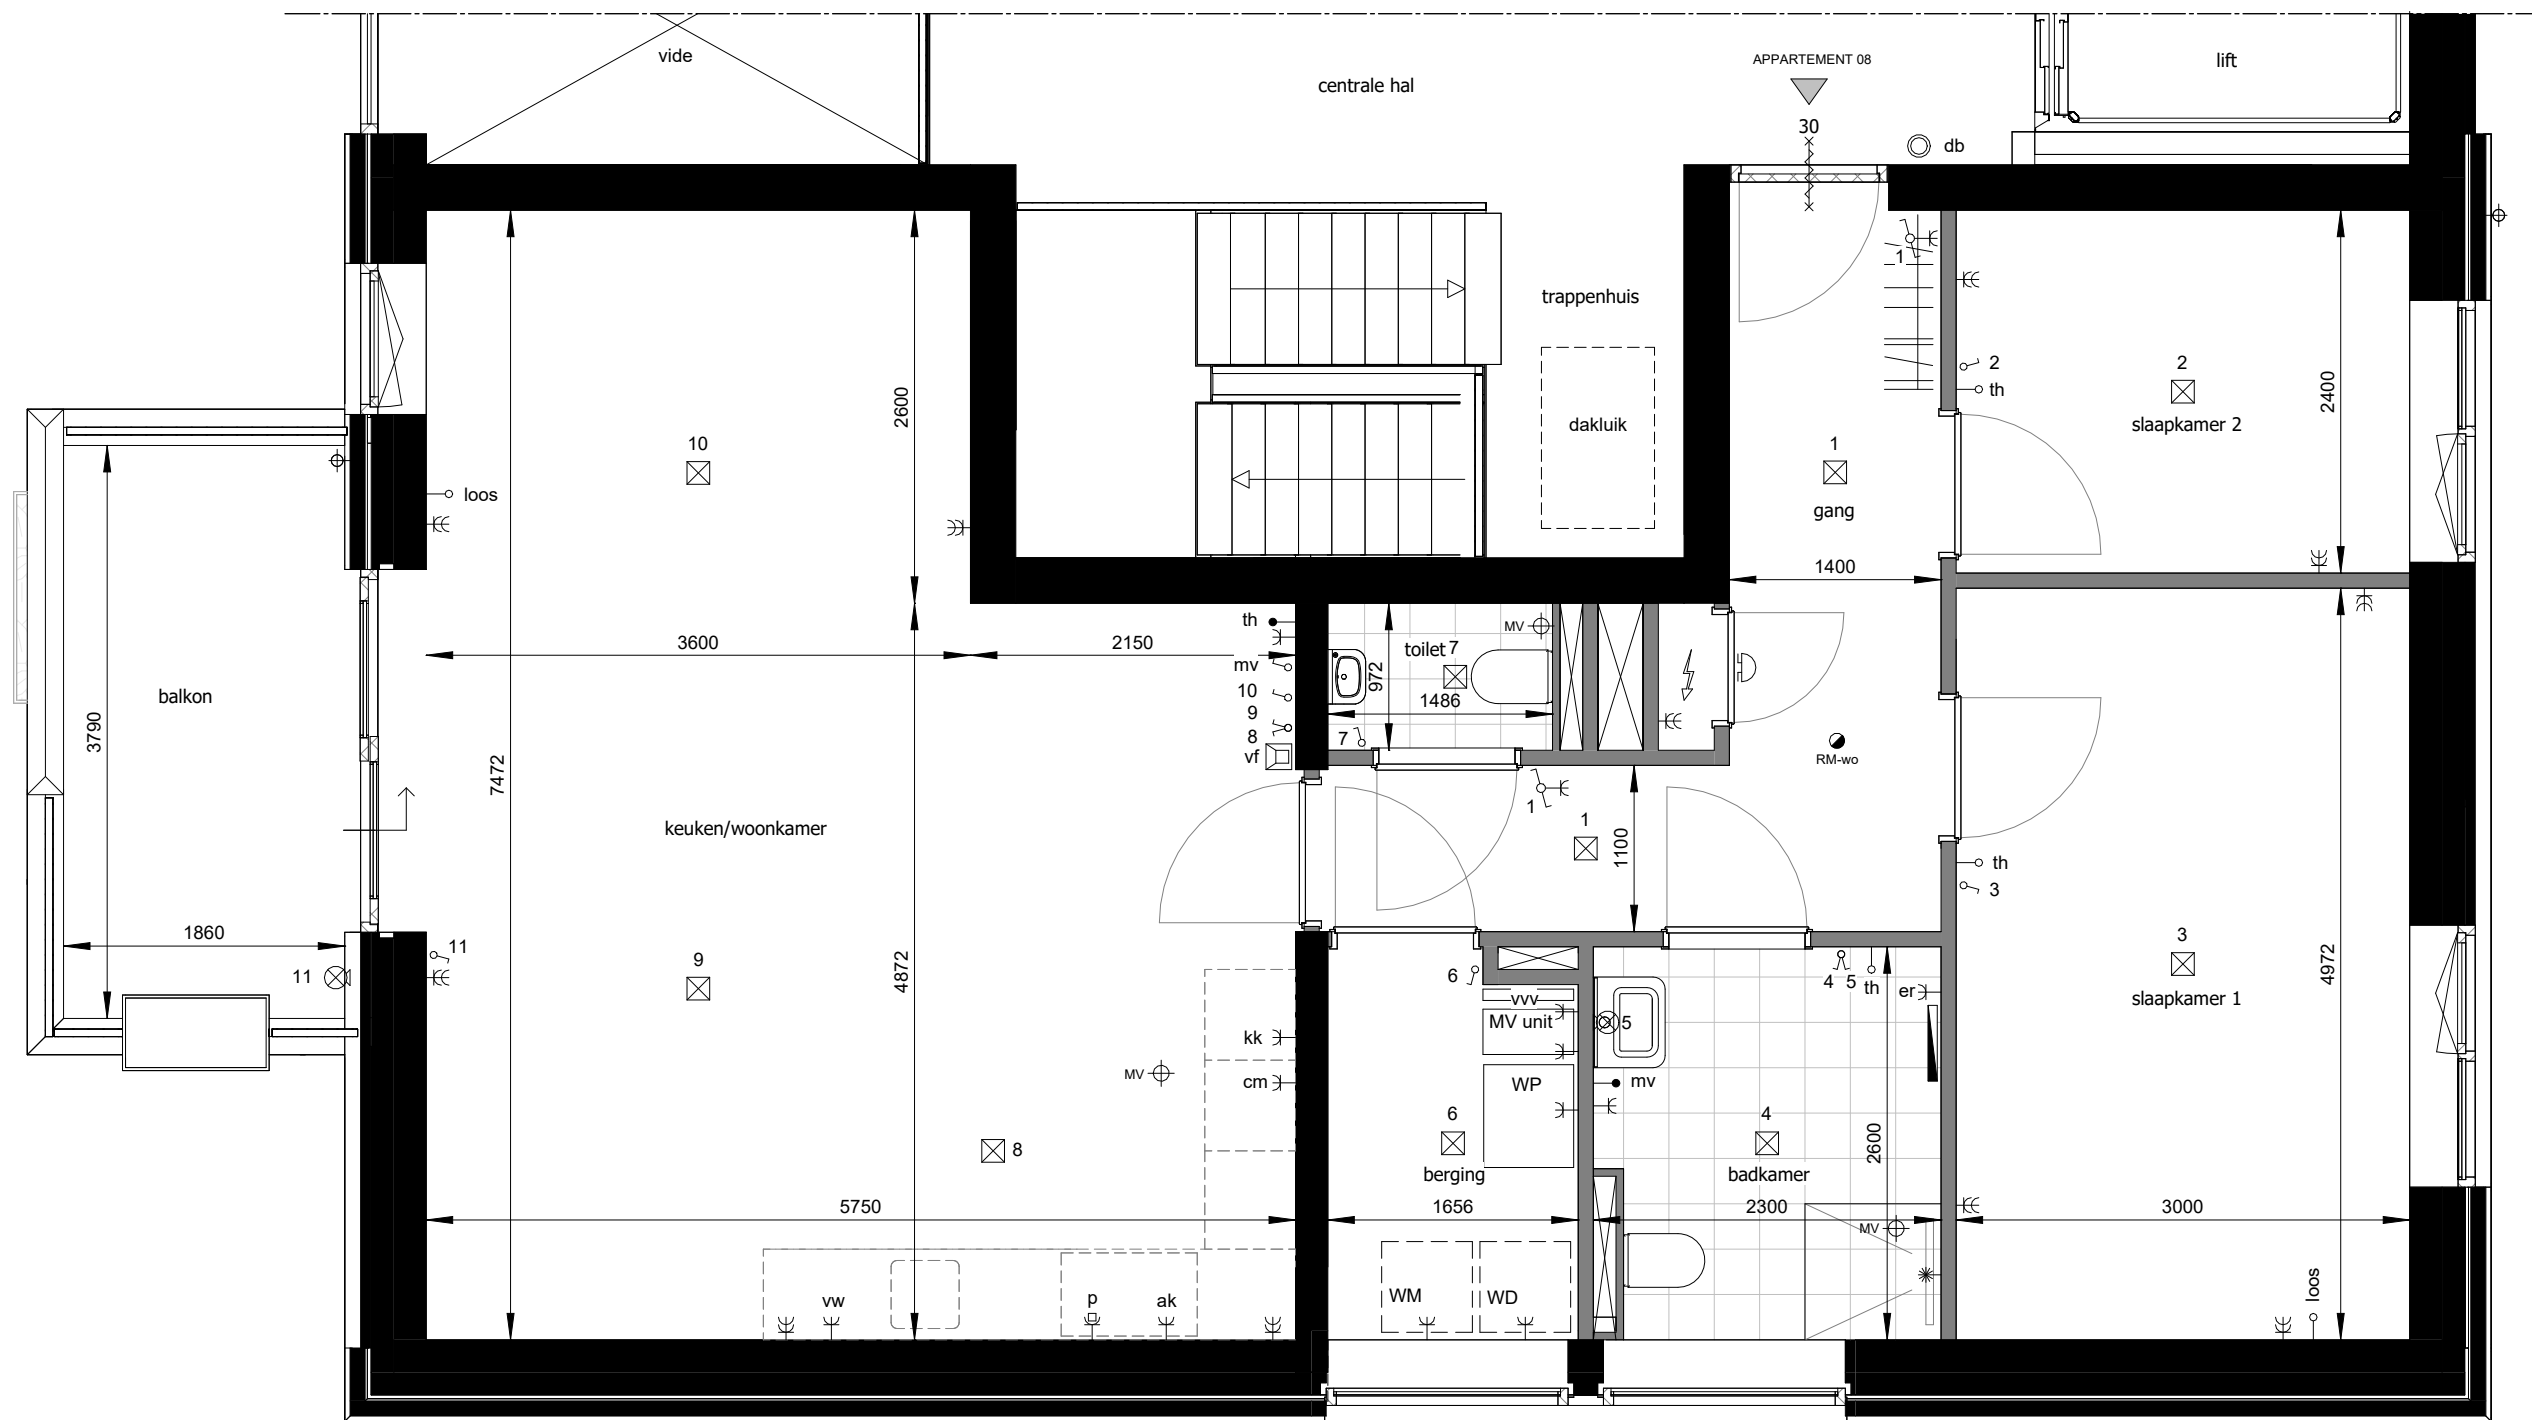 vide
centrale hal
APPARTEMENT 08
lift
30
db
1
trappenhuis
2
th
2
slaapkamer 2
2400
2600
dakluik
10
loos
1
gang
1400
th
3600
2150
toilet 7
MV
972
1486
mv
10
9
8
vf
7
balkon
3790
7472
RM-wo
keuken/woonkamer
1
1
1100
th
3
1860
11
11
9
4872
6
vvv
MV unit
5
4 5
th
er
3
slaapkamer 1
4972
kk
cm
MV
WP
mv
8
6
berging
4
badkamer
2600
5750
1656
2300
MV
3000
vw
p
ak
WM
WD
loos